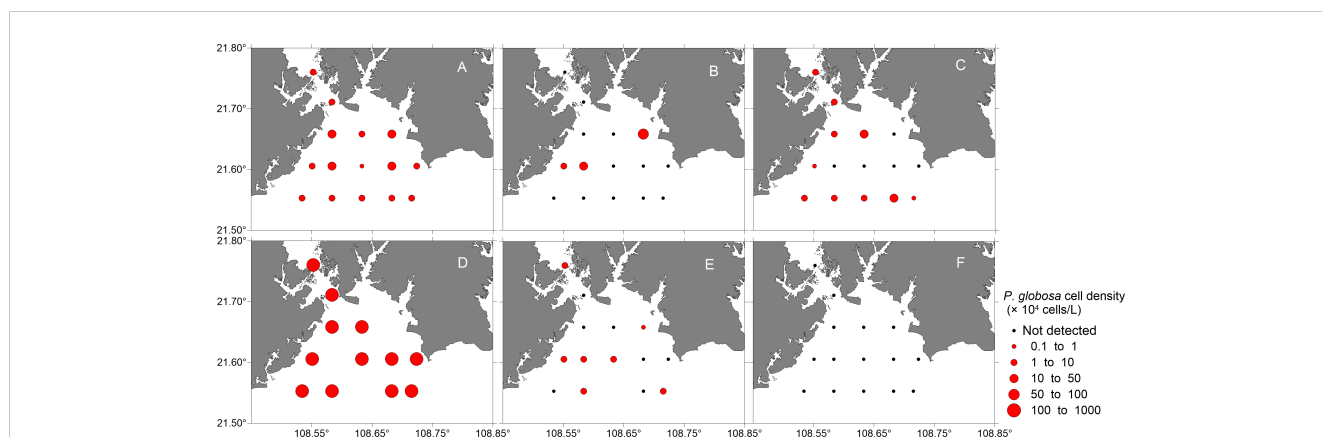 21.80°
21.70°
21.60°
21.50°
A
B
C
21.80°
21.70°
21.60°
21.50°
D
E
F
108.55° 108.65° 108.75° 108.85°
108.55° 108.65° 108.75°
108.55° 108.65° 108.75° 108.85°
P. globosa cell density
(× 10⁴ cells/L)
Not detected
0.1 to 1
1 to 10
10 to 50
50 to 100
100 to 1000